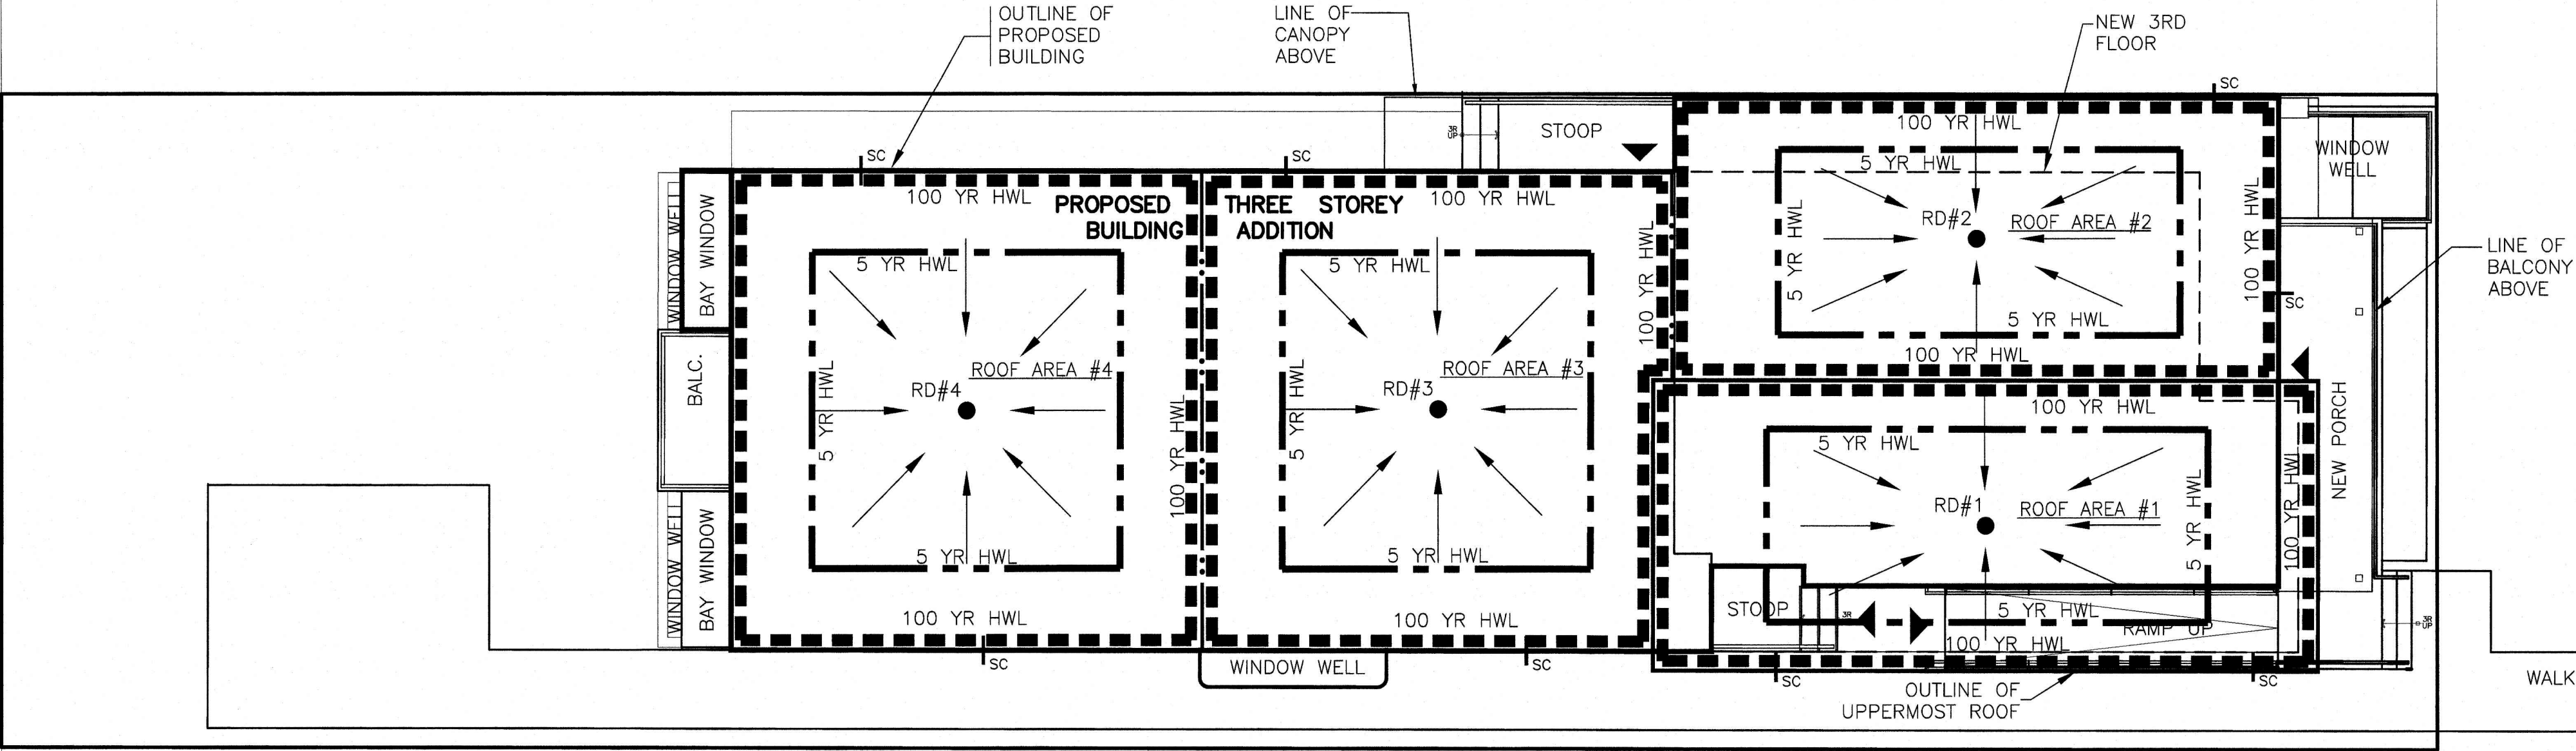 OUTLINE OF
PROPOSED
BUILDING
LINE OF
CANOPY
ABOVE
NEW 3RD
FLOOR
SC
SC
SC
3R
UP
STOOP
100 YR HWL
5 YR HWL
WINDOW
WELL
WINDOW WELL
BAY WINDOW
100 YR HWL
PROPOSED
BUILDING
THREE STOREY
ADDITION
100 YR HWL
100 YR HWL
5 YR HWL
RD#2
ROOF AREA #2
100 YR HWL
5 YR HWL
5 YR HWL
5 YR HWL
100 YR HWL
SC
LINE OF
BALCONY
ABOVE
BALC.
5 YR HWL
RD#4
ROOF AREA #4
100 YR HWL
5 YR HWL
RD#3
ROOF AREA #3
100 YR HWL
5 YR HWL
NEW PORCH
RD#1
ROOF AREA #1
5 YR HWL
100 YR HWL
WINDOW WELL
BAY WINDOW
5 YR HWL
5 YR HWL
100 YR HWL
100 YR HWL
STOOP
3R
5 YR HWL
RAMP UP
100 YR HWL
3R
UP
SC
WINDOW WELL
SC
SC
SC
OUTLINE OF
UPPERMOST ROOF
WALK